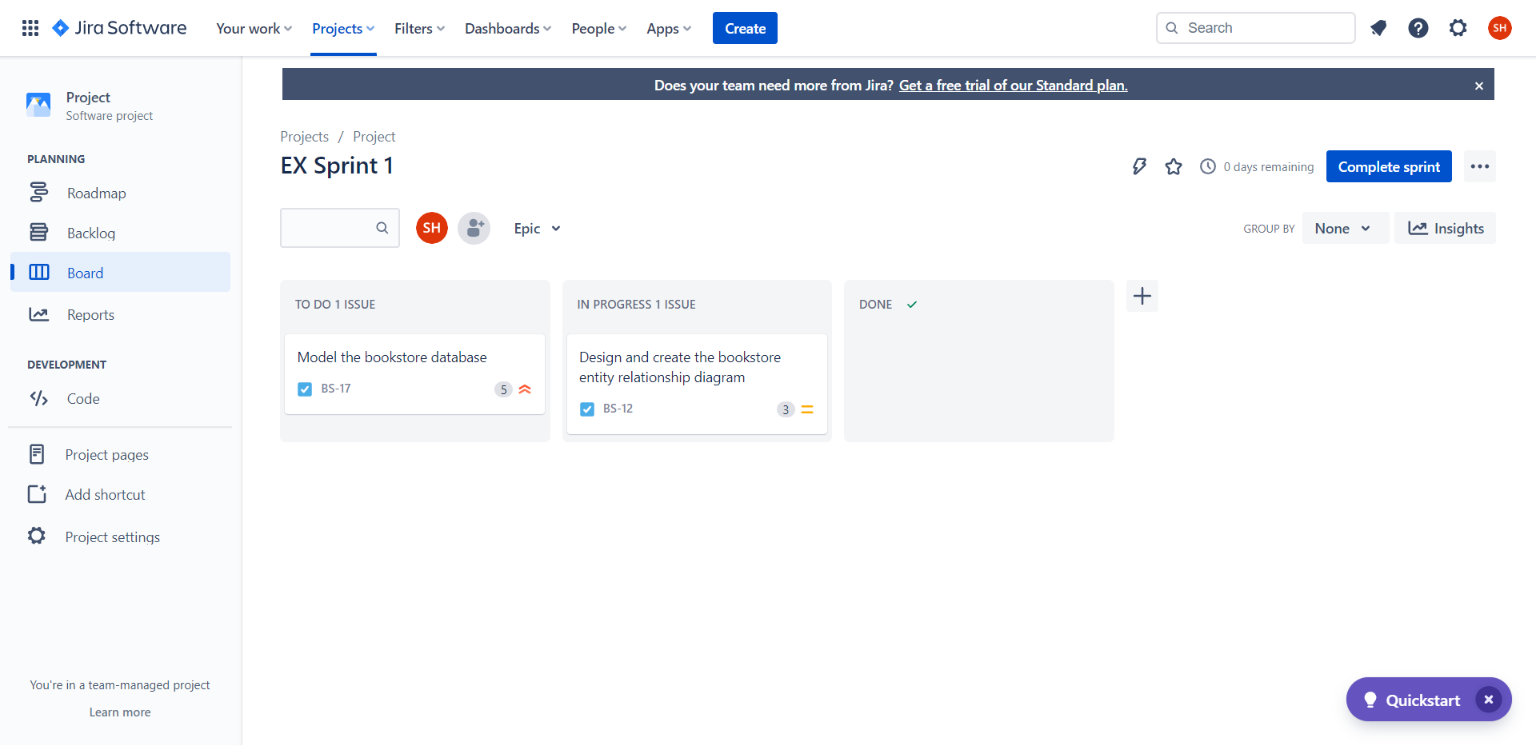 Jira Software
Your work
Projects
Filters
Dashboards
People
Apps
Create
Search
SH
Project
Software project
PLANNING
Roadmap
Backlog
Board
Reports
DEVELOPMENT
Code
Project pages
Add shortcut
Project settings
You're in a team-managed project
Learn more
Does your team need more from Jira? Get a free trial of our Standard plan.
Projects / Project
EX Sprint 1
0 days remaining
Complete sprint
SH
Epic
GROUP BY
None
Insights
TO DO 1 ISSUE
Model the bookstore database
BS-17
5
IN PROGRESS 1 ISSUE
Design and create the bookstore
entity relationship diagram
BS-12
3
DONE
Quickstart